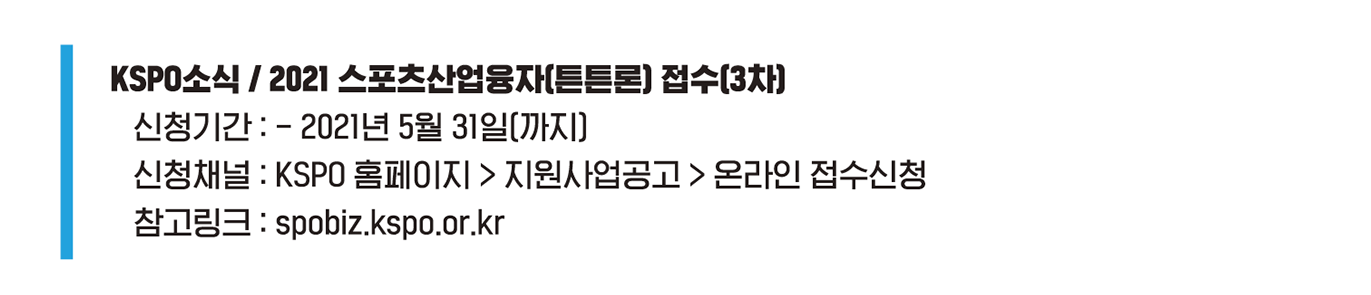 KSPO소식 / 2021 스포츠산업융자(튼튼론) 접수(3차)
신청기간 : – 2021년 5월 31일(까지)
신청채널 : KSPO 홈페이지 > 지원사업공고 > 온라인 접수신청
참고링크 : spobiz.kspo.or.kr